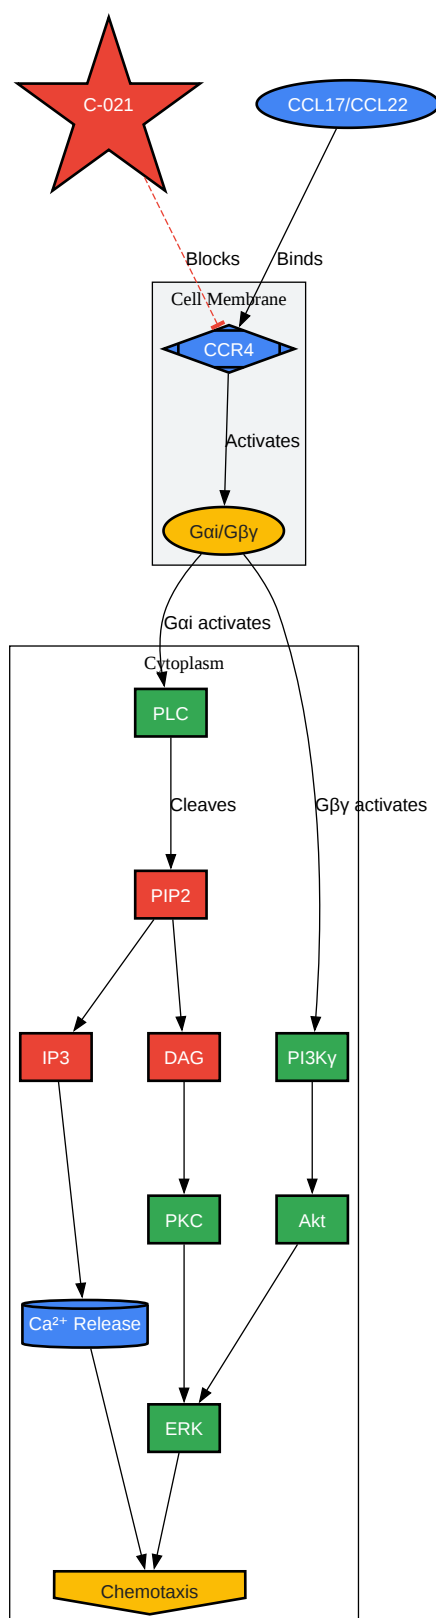 C-021
CCL17/CCL22
Blocks
Binds
Cell Membrane
CCR4
Activates
Gαi/Gβγ
Gαi activates
Cytoplasm
PLC
Cleaves
Gβγ activates
PIP2
IP3
DAG
PI3Kγ
PKC
Akt
Ca²⁺ Release
ERK
Chemotaxis